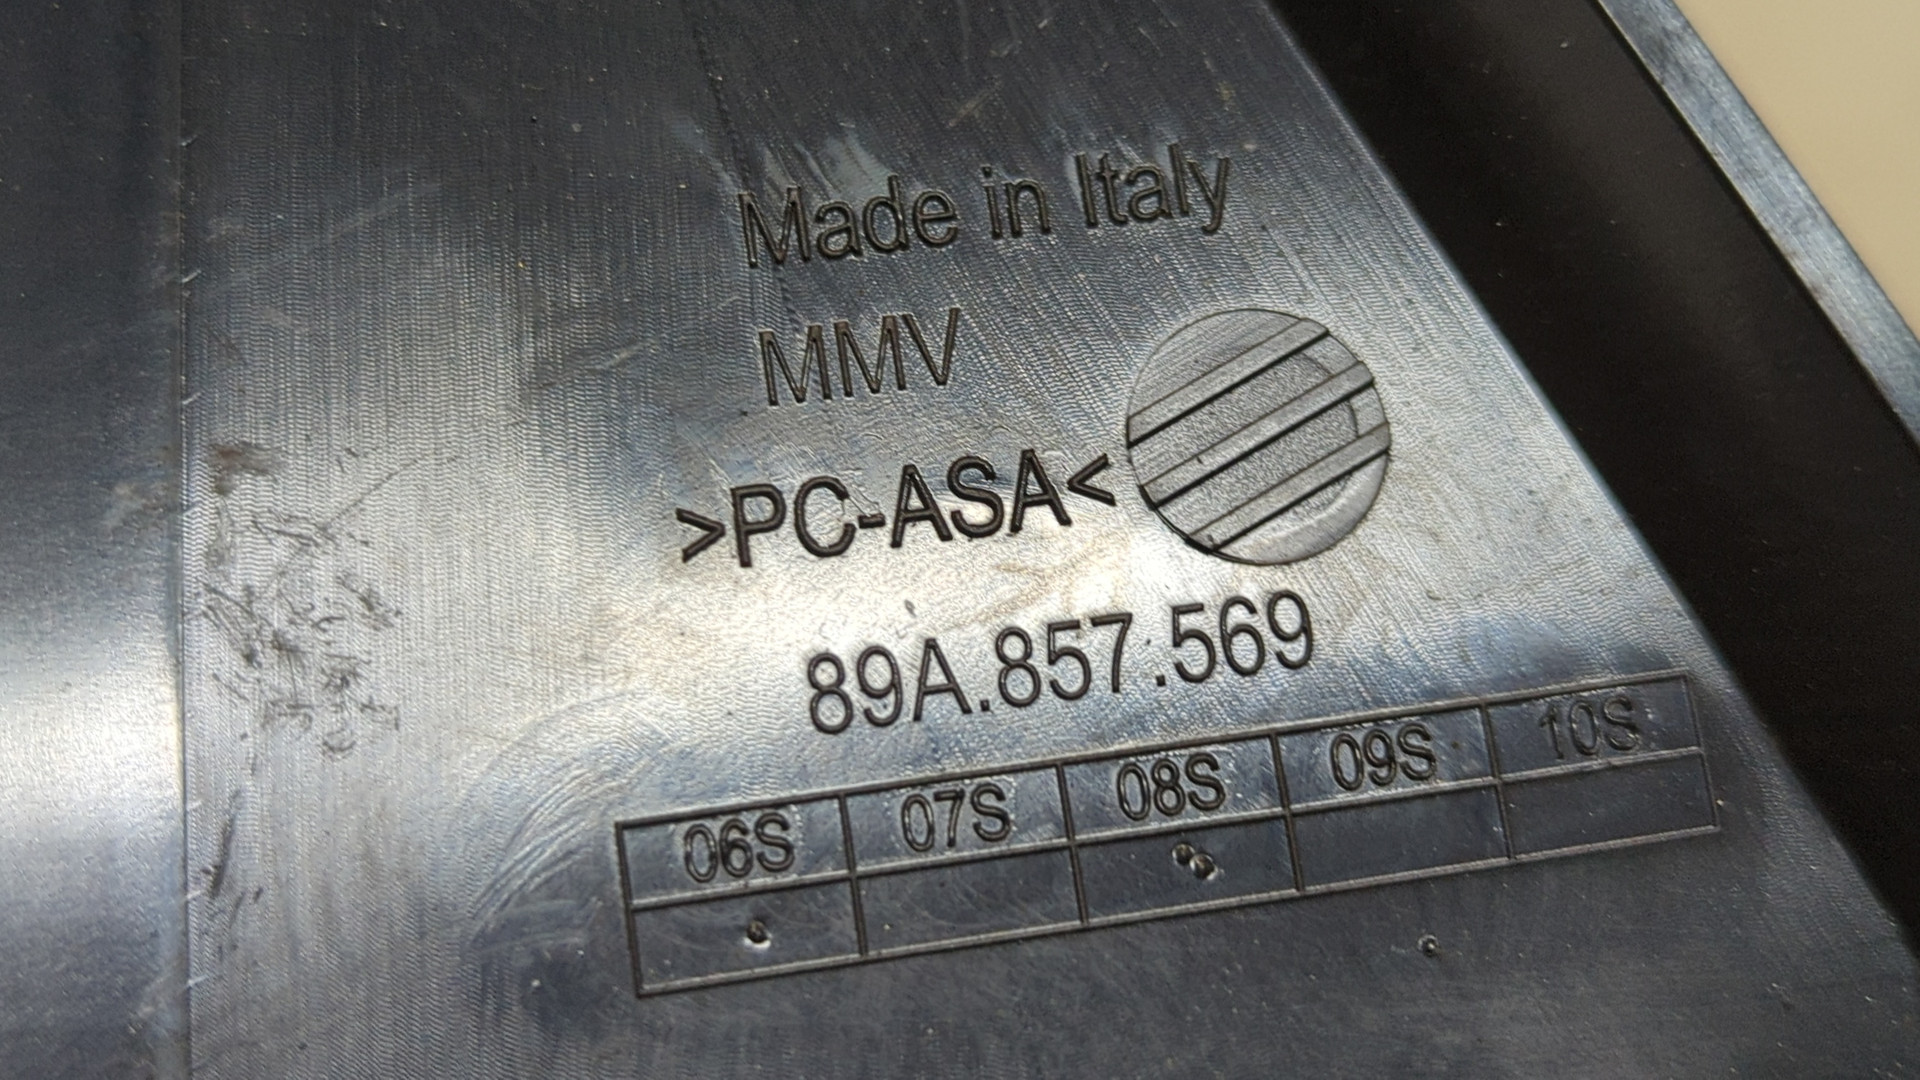 Made in Italy
MMV
>PC-ASA<
89A.857.569
06S 07S 08S 09S 10S